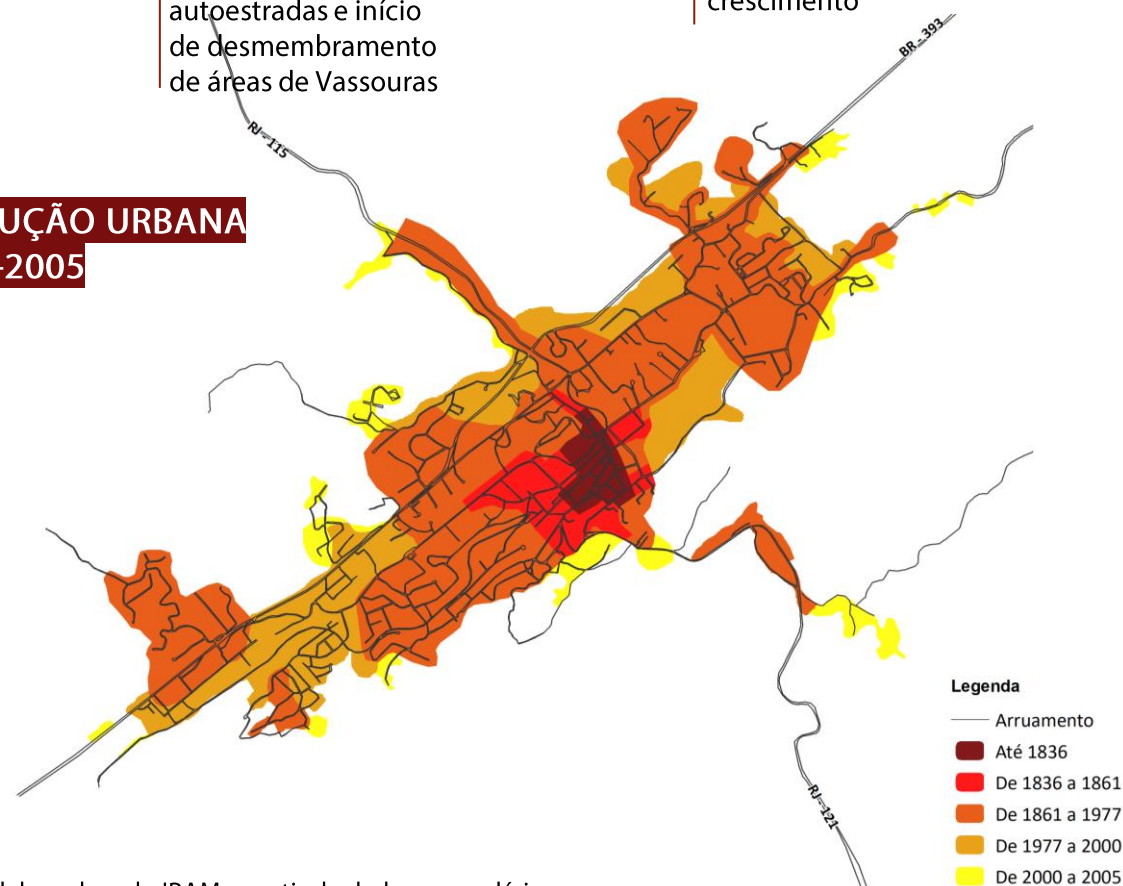 autoestradas e início
de desmembramento
de áreas de Vassouras
crescimento
BR - 393
RJ - 115
UÇÃO URBANA
-2005
RJ - 121
Legenda
Arruamento
Até 1836
De 1836 a 1861
De 1861 a 1977
De 1977 a 2000
De 2000 a 2005